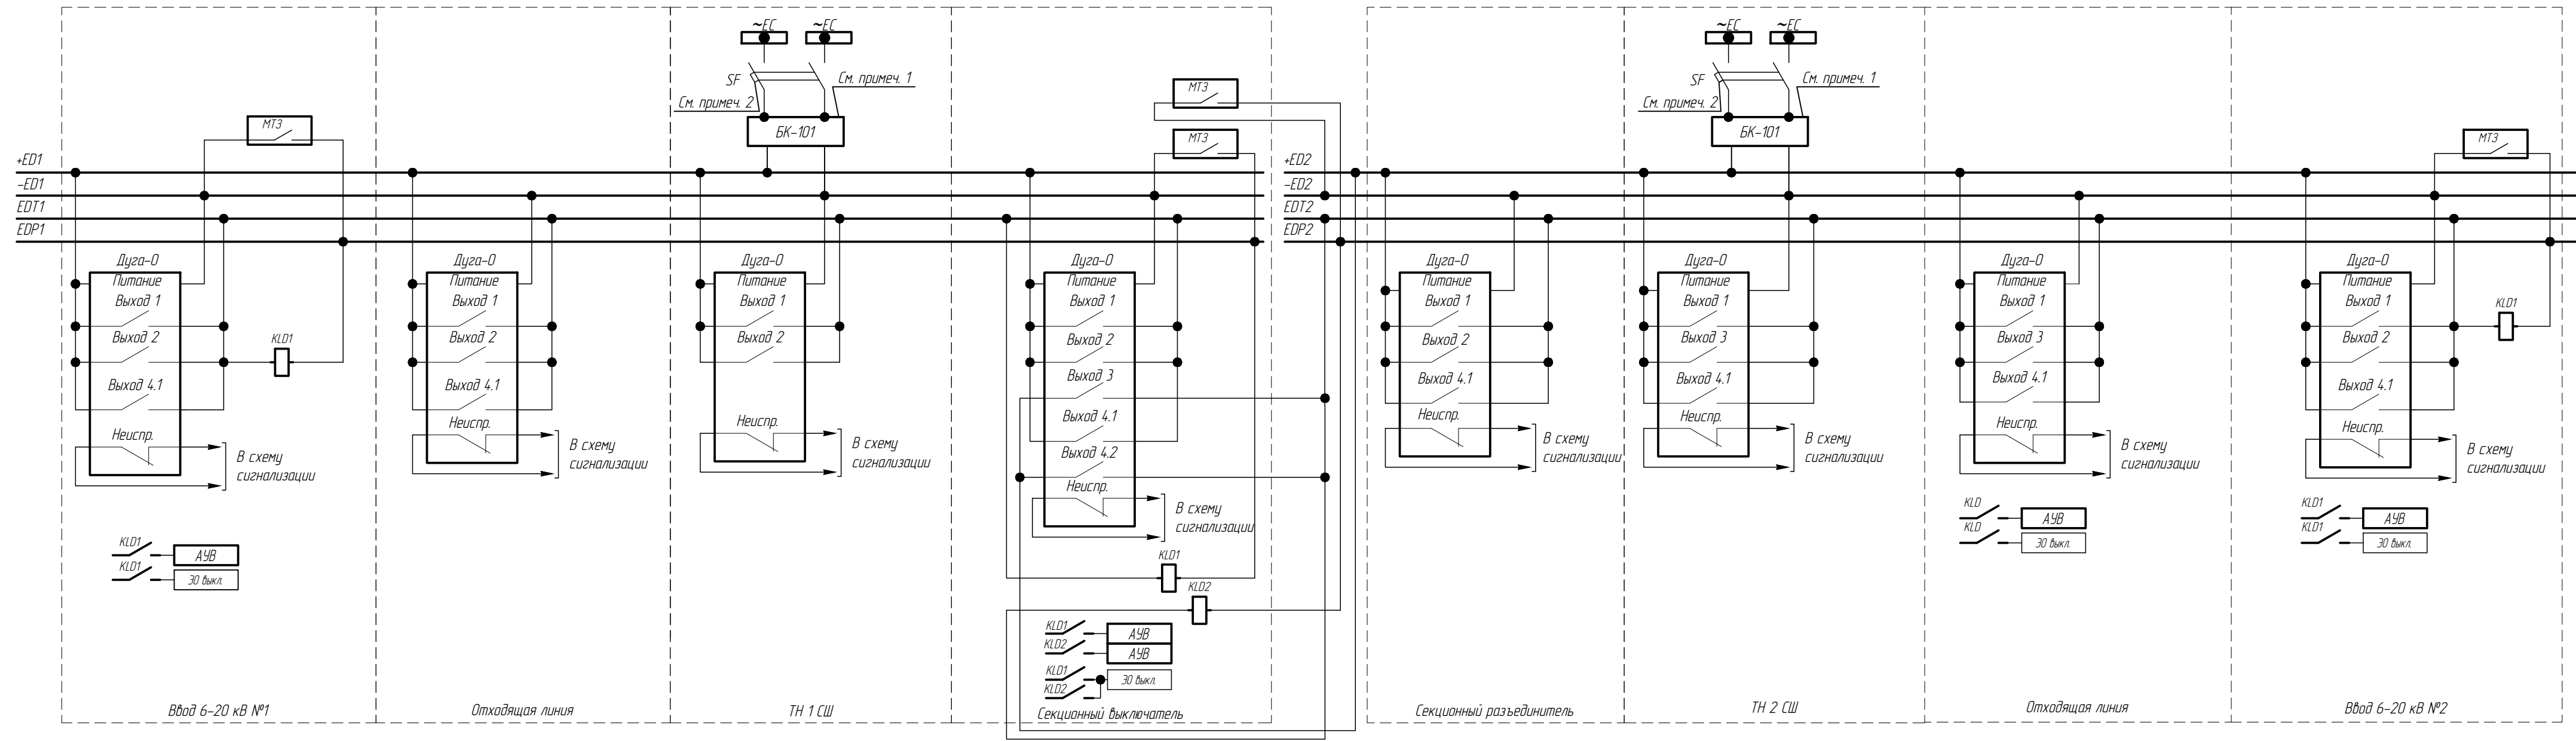 +ED1
-ED1
EDT1
EDP1
МТЗ
Дуга-О
Питание
Выход 1
Выход 2
Выход 4.1
Неиспр.
В схему
сигнализации
KLD1
KLD1
АУВ
KLD1
ЗО выкл.
Ввод 6-20 кВ №1
Дуга-О
Питание
Выход 1
Выход 2
Выход 4.1
Неиспр.
В схему
сигнализации
Отходящая линия
~ЕС
~ЕС
SF
См. примеч. 1
См. примеч. 2
БК-101
Дуга-О
Питание
Выход 1
Выход 2
Неиспр.
В схему
сигнализации
ТН 1 СШ
МТЗ
МТЗ
Дуга-О
Питание
Выход 1
Выход 2
Выход 3
Выход 4.1
Выход 4.2
Неиспр.
В схему
сигнализации
KLD1
KLD2
KLD1
АУВ
KLD2
АУВ
KLD1
ЗО выкл.
KLD2
Секционный выключатель
+ED2
-ED2
EDT2
EDP2
Дуга-О
Питание
Выход 1
Выход 2
Выход 4.1
Неиспр.
В схему
сигнализации
Секционный разъединитель
~ЕС
~ЕС
SF
См. примеч. 1
См. примеч. 2
БК-101
Дуга-О
Питание
Выход 1
Выход 3
Выход 4.1
Неиспр.
В схему
сигнализации
ТН 2 СШ
Дуга-О
Питание
Выход 1
Выход 3
Выход 4.1
Неиспр.
В схему
сигнализации
KLD
АУВ
KLD
ЗО выкл.
Отходящая линия
МТЗ
Дуга-О
Питание
Выход 1
Выход 2
Выход 4.1
Неиспр.
В схему
сигнализации
KLD1
KLD1
АУВ
KLD1
ЗО выкл.
Ввод 6-20 кВ №2